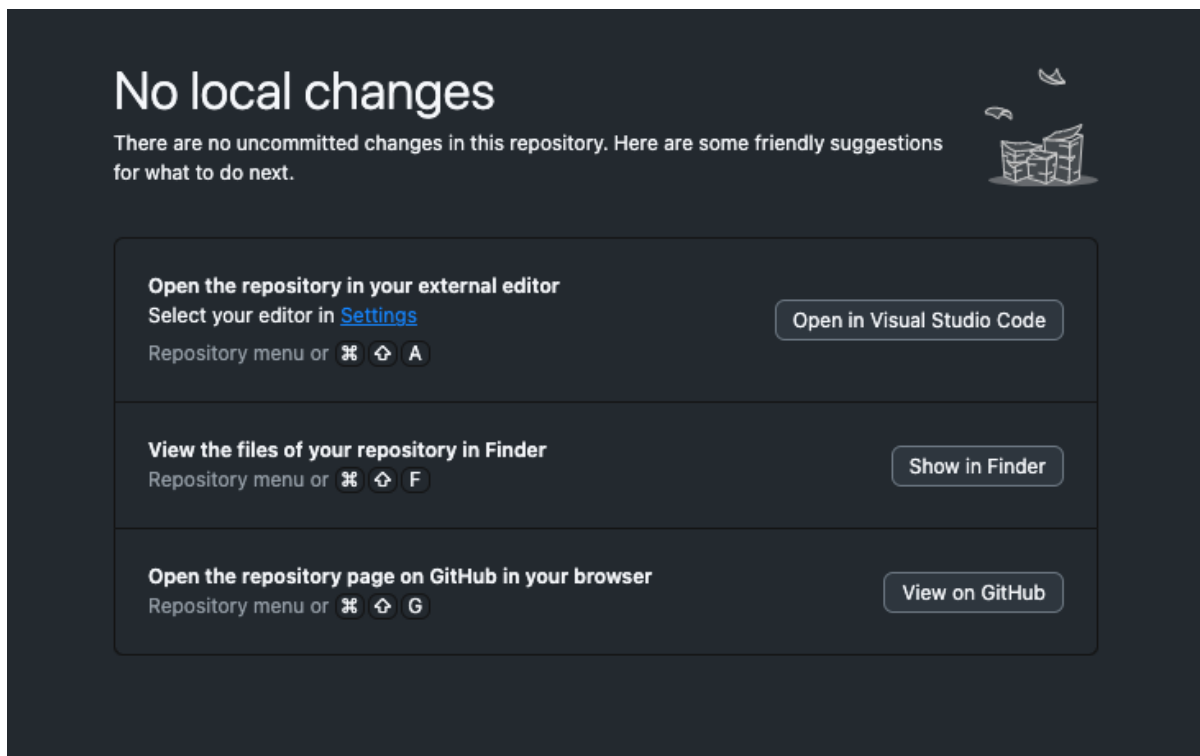 No local changes
There are no uncommitted changes in this repository. Here are some friendly suggestions
for what to do next.
Open the repository in your external editor
Select your editor in Settings
Repository menu or ⌘ ⇧ A
Open in Visual Studio Code
View the files of your repository in Finder
Repository menu or ⌘ ⇧ F
Show in Finder
Open the repository page on GitHub in your browser
Repository menu or ⌘ ⇧ G
View on GitHub